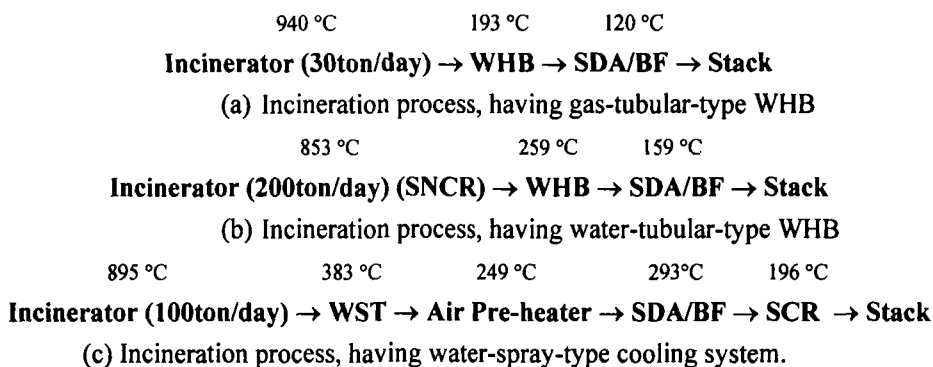 940 °C 193 °C 120 °C
Incinerator (30ton/day) → WHB → SDA/BF → Stack
(a) Incineration process, having gas-tubular-type WHB
853 °C 259 °C 159 °C
Incinerator (200ton/day) (SNCR) → WHB → SDA/BF → Stack
(b) Incineration process, having water-tubular-type WHB
895 °C 383 °C 249 °C 293°C 196 °C
Incinerator (100ton/day) → WST → Air Pre-heater → SDA/BF → SCR → Stack
(c) Incineration process, having water-spray-type cooling system.